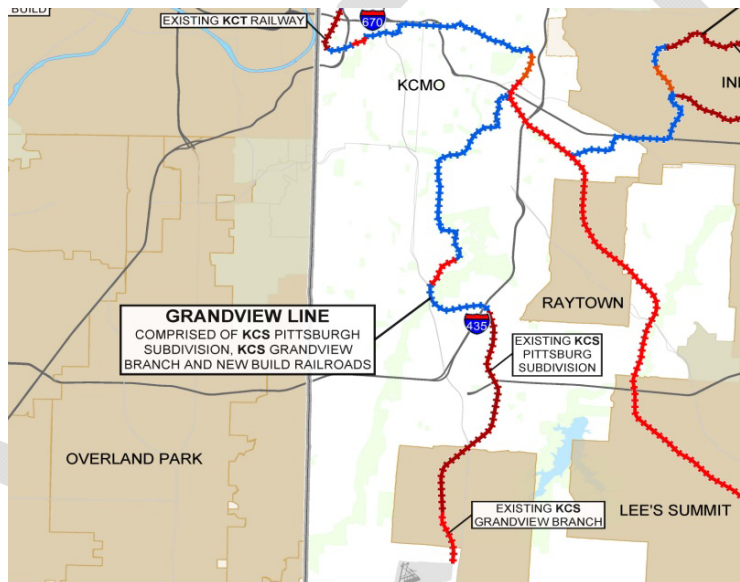 BUILD
EXISTING KCT RAILWAY
670
KCMO
GRANDVIEW LINE
COMPRISED OF KCS PITTSBURGH
SUBDIVISION, KCS GRANDVIEW
BRANCH AND NEW BUILD RAILROADS
RAYTOWN
435
EXISTING KCS
PITTSBURG
SUBDIVISION
OVERLAND PARK
EXISTING KCS
GRANDVIEW BRANCH
LEE'S SUMMIT